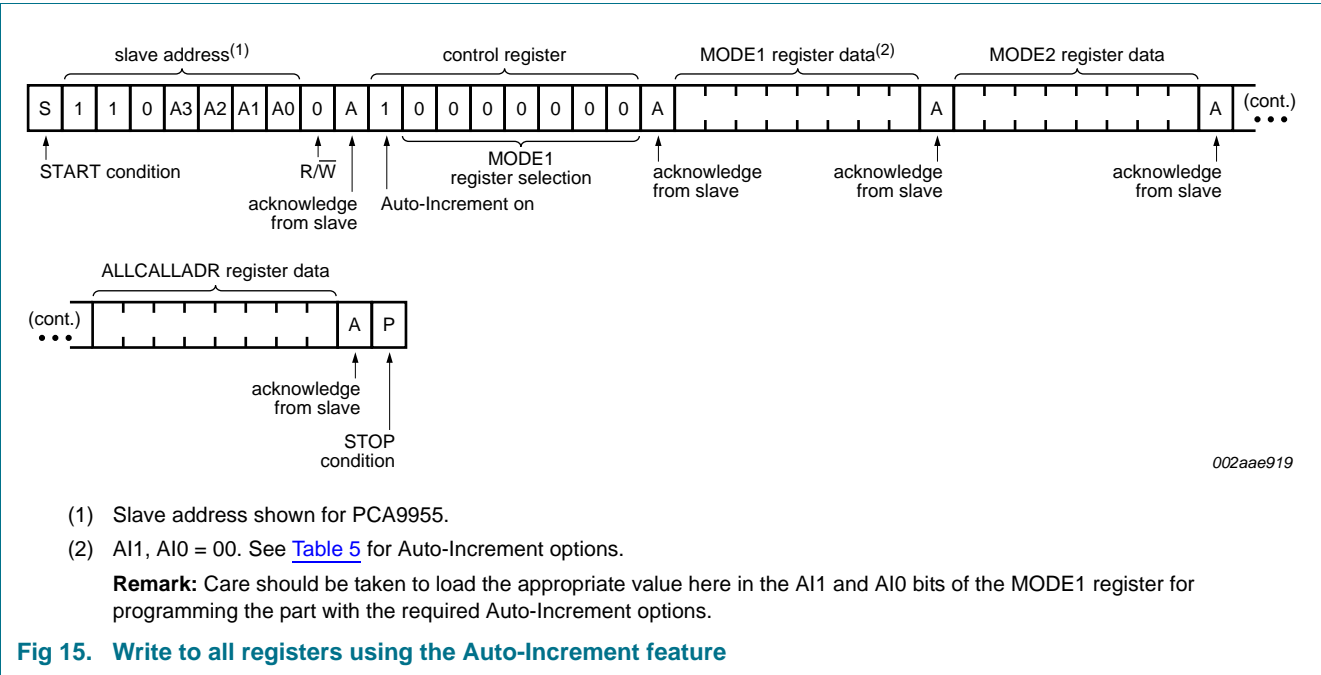 slave address(1) control register MODE1 register data(2) MODE2 register data
S 1 1 0 A3 A2 A1 A0 0 A 1 0 0 0 0 0 0 0 A A A (cont.)
START condition R/W̅ MODE1 register selection acknowledge from slave acknowledge from slave acknowledge from slave
acknowledge from slave Auto-Increment on
ALLCALLADR register data
(cont.) A P
acknowledge
from slave
STOP
condition
002aae919
(1) Slave address shown for PCA9955.
(2) AI1, AI0 = 00. See Table 5 for Auto-Increment options.
Remark: Care should be taken to load the appropriate value here in the AI1 and AI0 bits of the MODE1 register for
programming the part with the required Auto-Increment options.
Fig 15. Write to all registers using the Auto-Increment feature